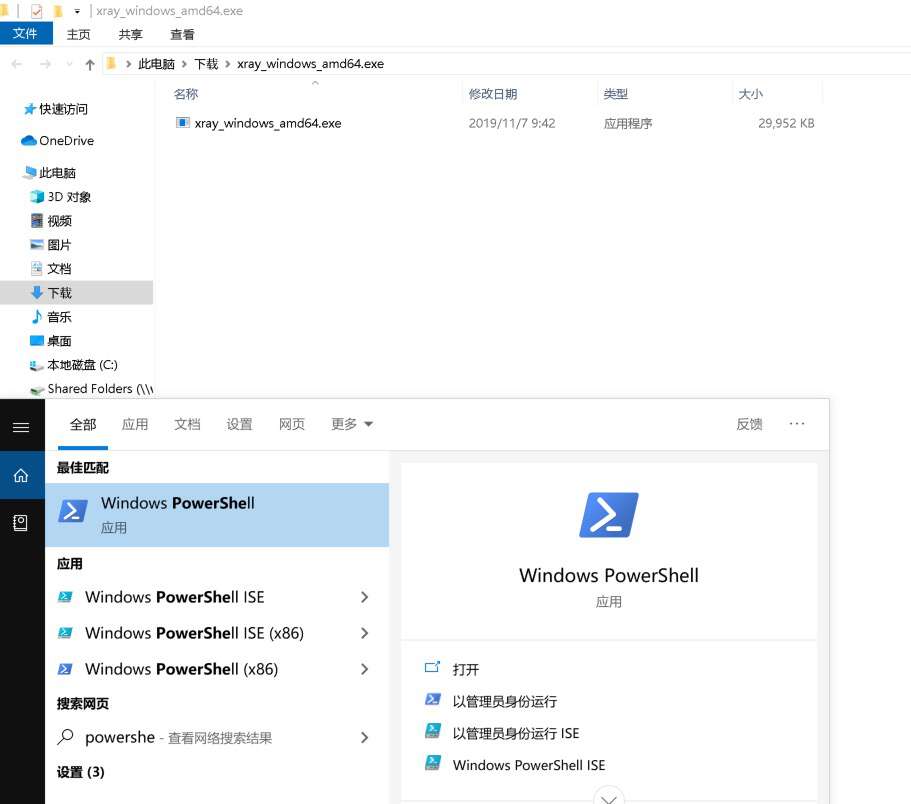 xray_windows_amd64.exe
文件 主页 共享 查看
此电脑 下载 xray_windows_amd64.exe
名称 修改日期 类型 大小
xray_windows_amd64.exe 2019/11/7 9:42 应用程序 29,952 KB
快速访问
OneDrive
此电脑
3D 对象
视频
图片
文档
下载
音乐
桌面
本地磁盘 (C:)
Shared Folders (\\
全部 应用 文档 设置 网页 更多 反馈 ...
最佳匹配
Windows PowerShell
应用
应用
Windows PowerShell ISE
Windows PowerShell ISE (x86)
Windows PowerShell (x86)
搜索网页
powershe - 查看网络搜索结果
设置 (3)
Windows PowerShell
应用
打开
以管理员身份运行
以管理员身份运行 ISE
Windows PowerShell ISE